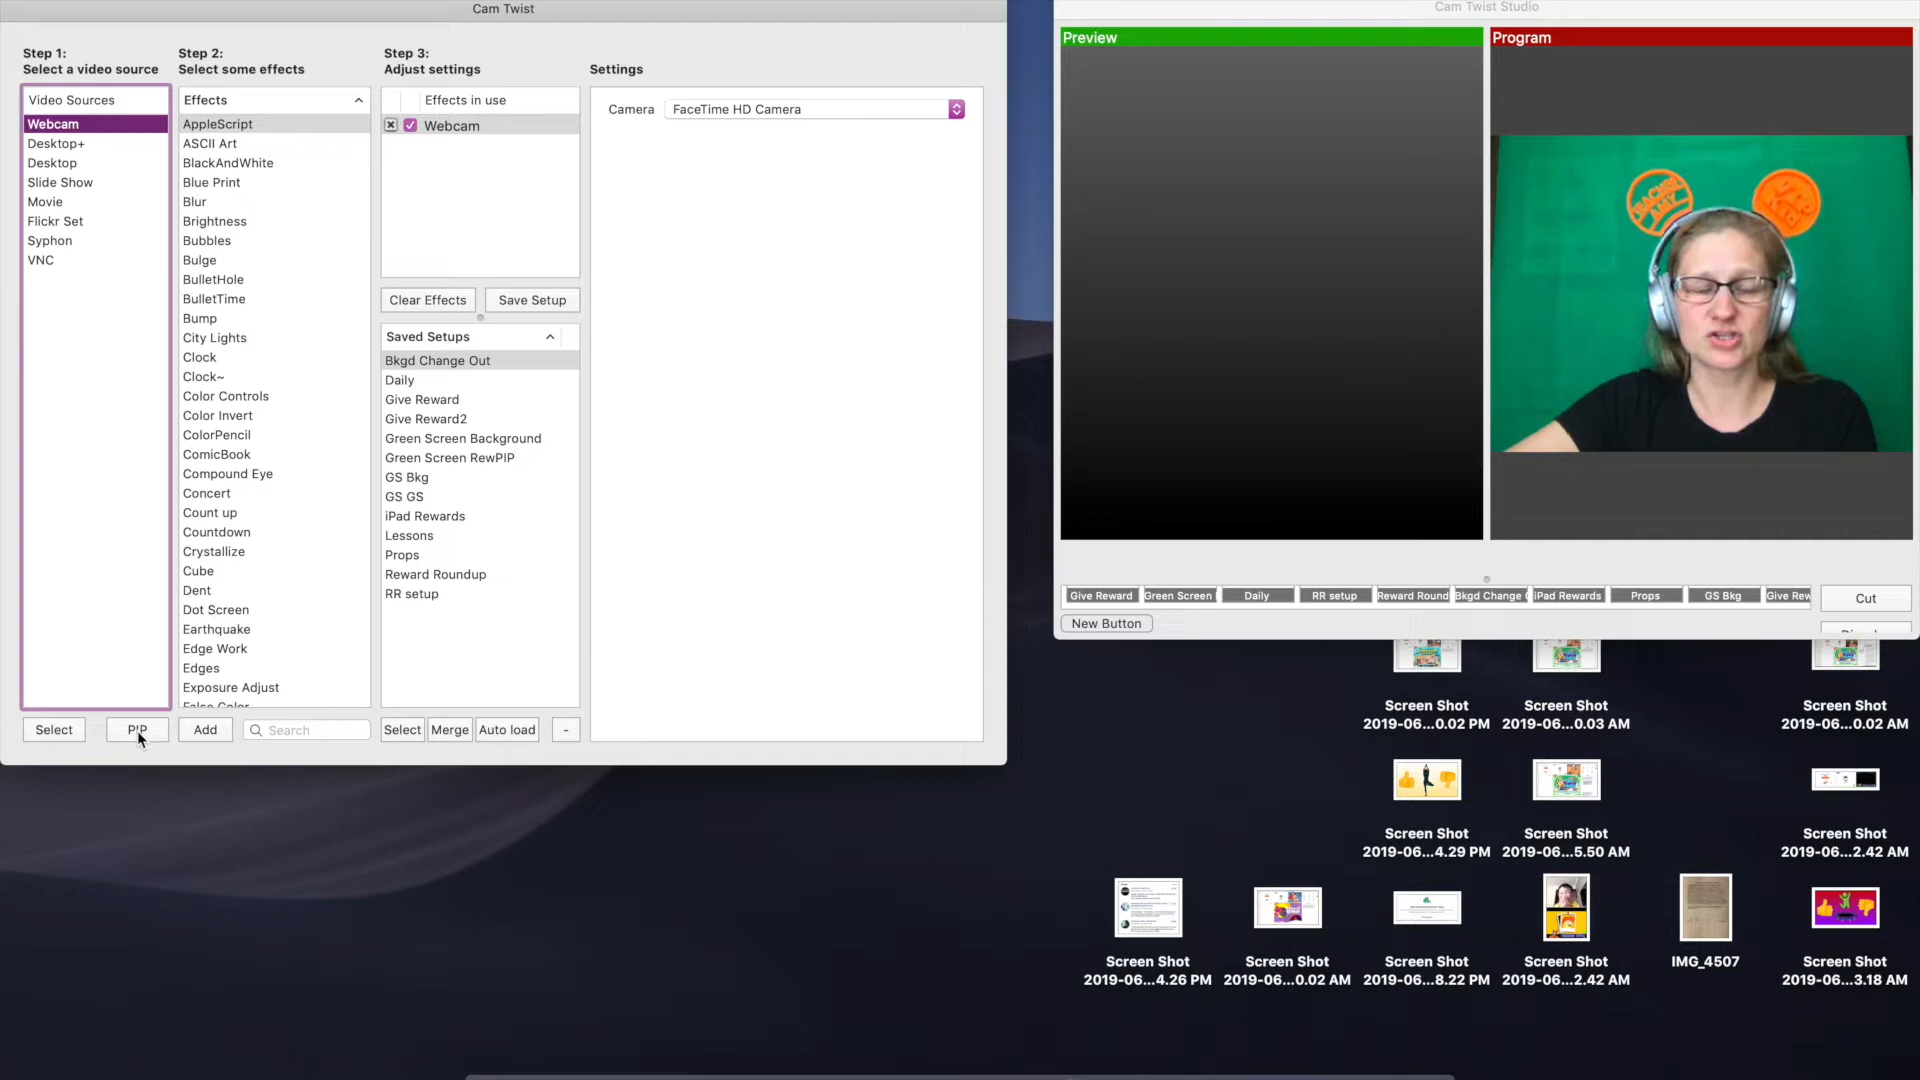 Cam Twist
Step 1:
Select a video source
Step 2:
Select some effects
Step 3:
Adjust settings
Settings
Video Sources
Webcam
Desktop+
Desktop
Slide Show
Movie
Flickr Set
Syphon
VNC
Select
PIP
Effects
AppleScript
ASCII Art
BlackAndWhite
Blue Print
Blur
Brightness
Bubbles
Bulge
BulletHole
BulletTime
Bump
City Lights
Clock
Clock~
Color Controls
Color Invert
ColorPencil
ComicBook
Compound Eye
Concert
Count up
Countdown
Crystallize
Cube
Dent
Dot Screen
Earthquake
Edge Work
Edges
Exposure Adjust
False Color
Add
Search
Effects in use
Webcam
Clear Effects
Save Setup
Saved Setups
Bkgd Change Out
Daily
Give Reward
Give Reward2
Green Screen Background
Green Screen RewPIP
GS Bkg
GS GS
iPad Rewards
Lessons
Props
Reward Roundup
RR setup
Select
Merge
Auto load
-
Camera
FaceTime HD Camera
Cam Twist Studio
Preview
Program
TEACHER
AMY
VIP
Kid
Give Reward
Green Screen
Daily
RR setup
Reward Round
Bkgd Change
iPad Rewards
Props
GS Bkg
Give Rew
Cut
New Button
Screen Shot
2019-06...0.02 PM
Screen Shot
2019-06...0.03 AM
Screen Shot
2019-06...0.02 AM
Screen Shot
2019-06...4.29 PM
Screen Shot
2019-06...5.50 AM
Screen Shot
2019-06...2.42 AM
Screen Shot
2019-06...4.26 PM
Screen Shot
2019-06...0.02 AM
Screen Shot
2019-06...8.22 PM
Screen Shot
2019-06...2.42 AM
IMG_4507
Screen Shot
2019-06...3.18 AM